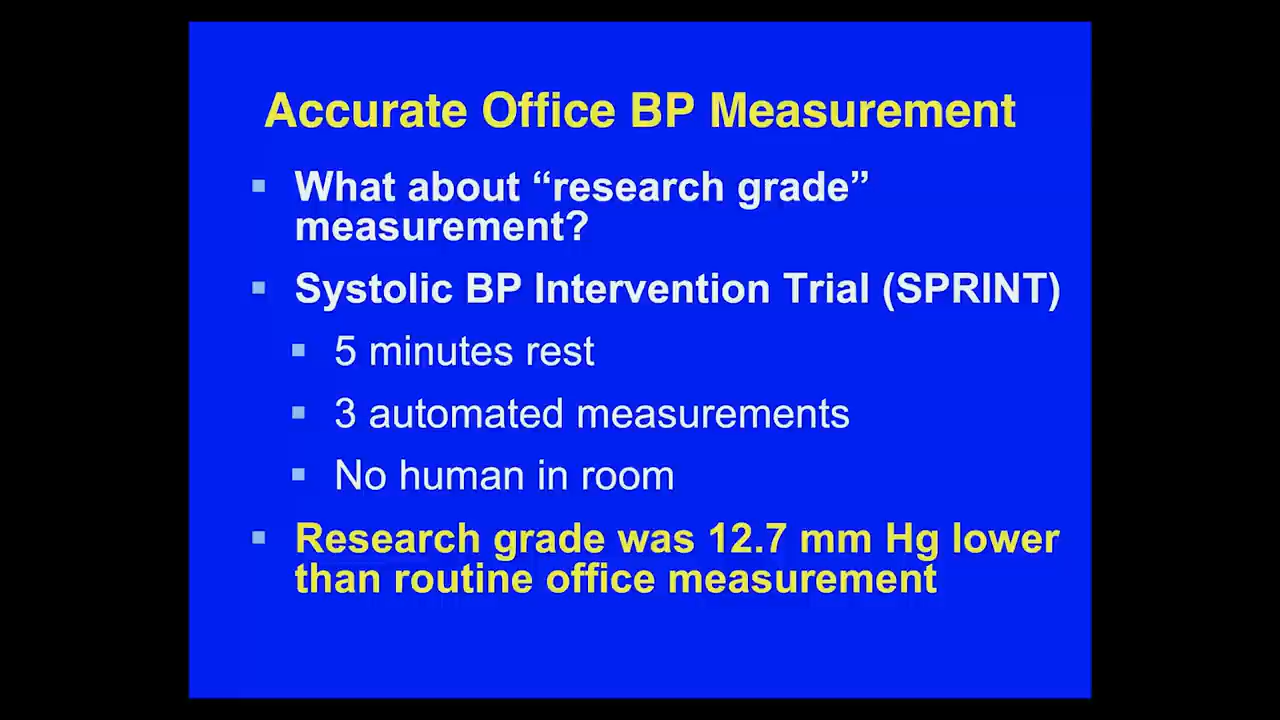 Accurate Office BP Measurement
What about “research grade”
measurement?
Systolic BP Intervention Trial (SPRINT)
5 minutes rest
3 automated measurements
No human in room
Research grade was 12.7 mm Hg lower
than routine office measurement